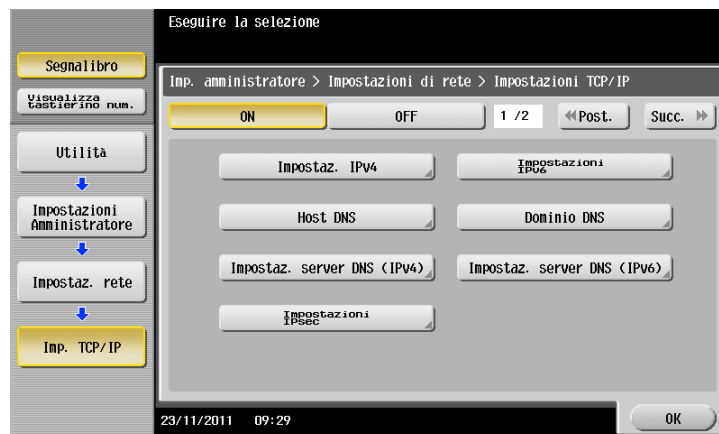 Eseguire la selezione
Segnalibro
Visualizza
tastierino num.
Utilità
Impostazioni
Amministratore
Impostaz. rete
Imp. TCP/IP
Imp. amministratore > Impostazioni di rete > Impostazioni TCP/IP
ON OFF 1 /2 Post. Succ.
Impostaz. IPv4 Impostazioni
IPv6
Host DNS Dominio DNS
Impostaz. server DNS (IPv4) Impostaz. server DNS (IPv6)
Impostazioni
IPsec
23/11/2011 09:29 OK